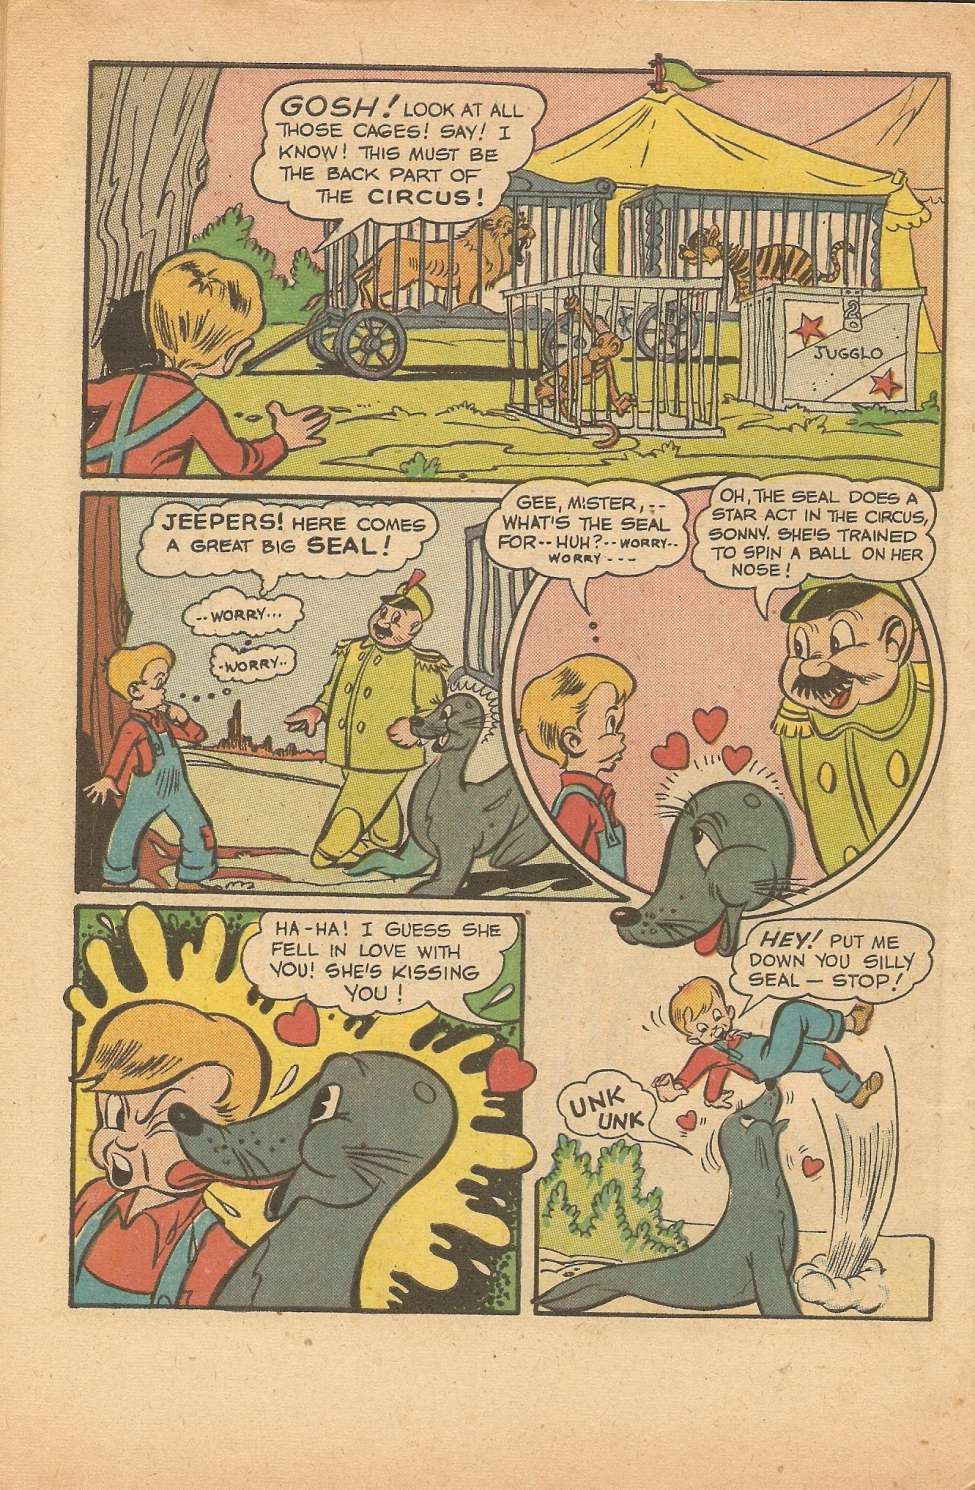 GOSH! LOOK AT ALL
THOSE CAGES! SAY! I
KNOW! THIS MUST BE
THE BACK PART OF
THE CIRCUS!
JUGGLO
JEEPERS! HERE COMES
A GREAT BIG SEAL!
--WORRY...
-WORRY--
GEE, MISTER, --
WHAT'S THE SEAL
FOR--HUH?--WORRY--
WORRY---
OH, THE SEAL DOES A
STAR ACT IN THE CIRCUS,
SONNY. SHE'S TRAINED
TO SPIN A BALL ON HER
NOSE!
HA-HA! I GUESS SHE
FELL IN LOVE WITH
YOU! SHE'S KISSING
YOU!
HEY! PUT ME
DOWN YOU SILLY
SEAL — STOP!
UNK
UNK